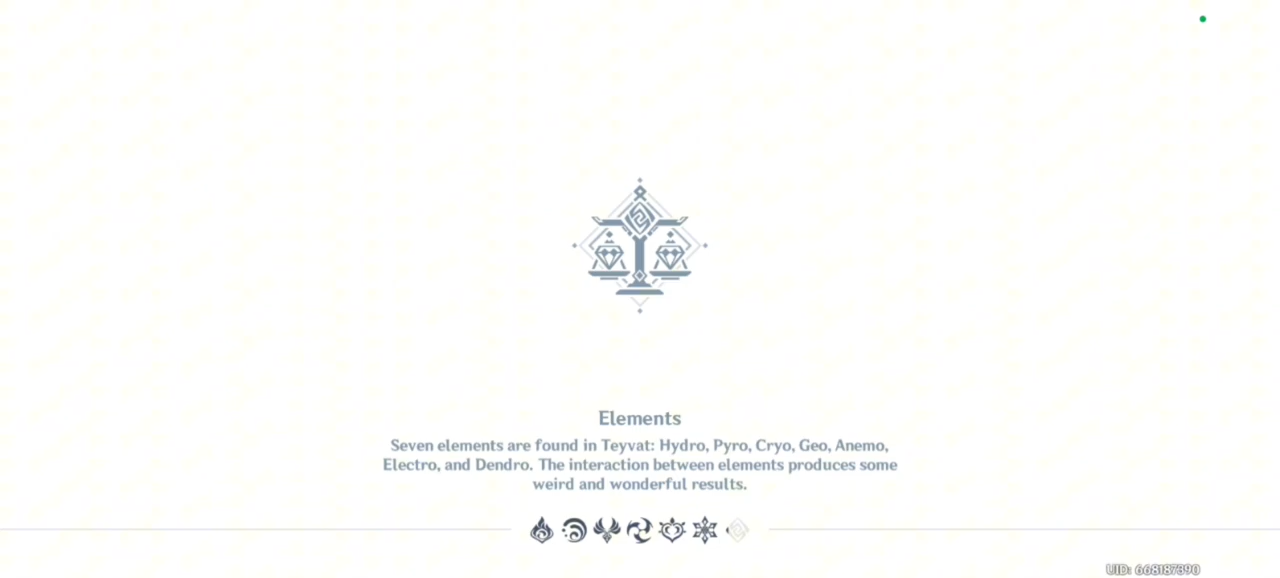 Elements
Seven elements are found in Teyvat: Hydro, Pyro, Cryo, Geo, Anemo,
Electro, and Dendro. The interaction between elements produces some
weird and wonderful results.
UID: 668187390